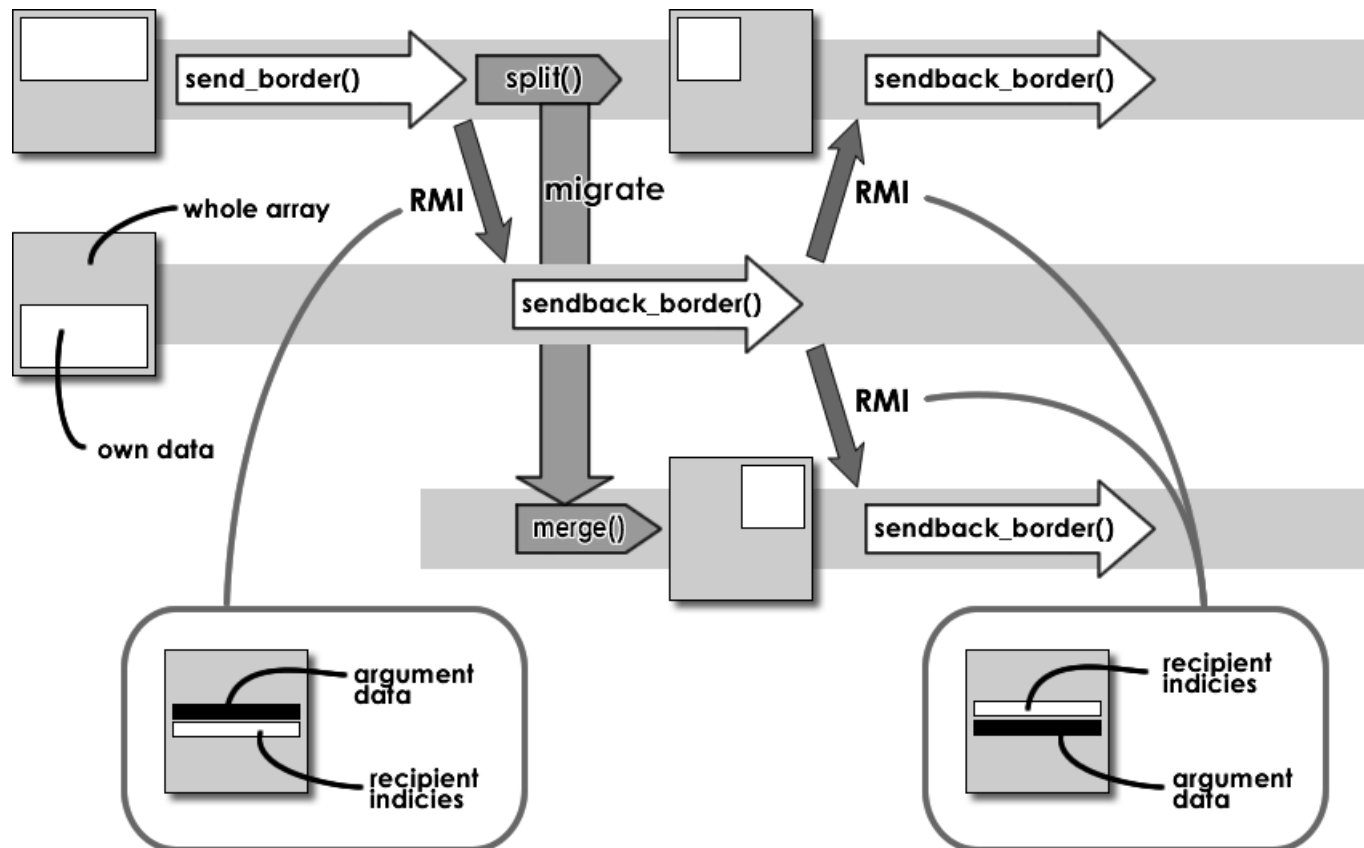 send_border()
split()
sendback_border()
whole array
RMI
migrate
RMI
sendback_border()
own data
RMI
merge()
sendback_border()
argument
data
recipient
indicies
recipient
indicies
argument
data